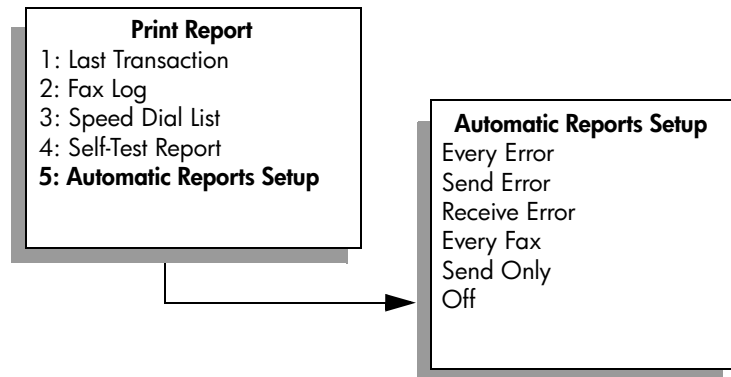 Print Report
1: Last Transaction
2: Fax Log
3: Speed Dial List
4: Self-Test Report
5: Automatic Reports Setup
Automatic Reports Setup
Every Error
Send Error
Receive Error
Every Fax
Send Only
Off